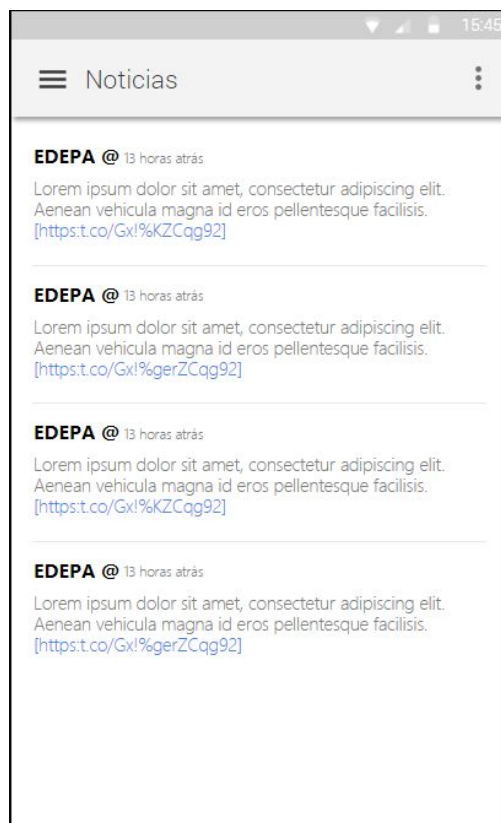 15:45
Noticias
EDEPA @ 13 horas atrás
Lorem ipsum dolor sit amet, consectetur adipiscing elit.
Aenean vehicula magna id eros pellentesque facilisis.
[https:t.co/Gx!%KZCqg92]
EDEPA @ 13 horas atrás
Lorem ipsum dolor sit amet, consectetur adipiscing elit.
Aenean vehicula magna id eros pellentesque facilisis.
[https:t.co/Gx!%gerZCqg92]
EDEPA @ 13 horas atrás
Lorem ipsum dolor sit amet, consectetur adipiscing elit.
Aenean vehicula magna id eros pellentesque facilisis.
[https:t.co/Gx!%KZCqg92]
EDEPA @ 13 horas atrás
Lorem ipsum dolor sit amet, consectetur adipiscing elit.
Aenean vehicula magna id eros pellentesque facilisis.
[https:t.co/Gx!%gerZCqg92]